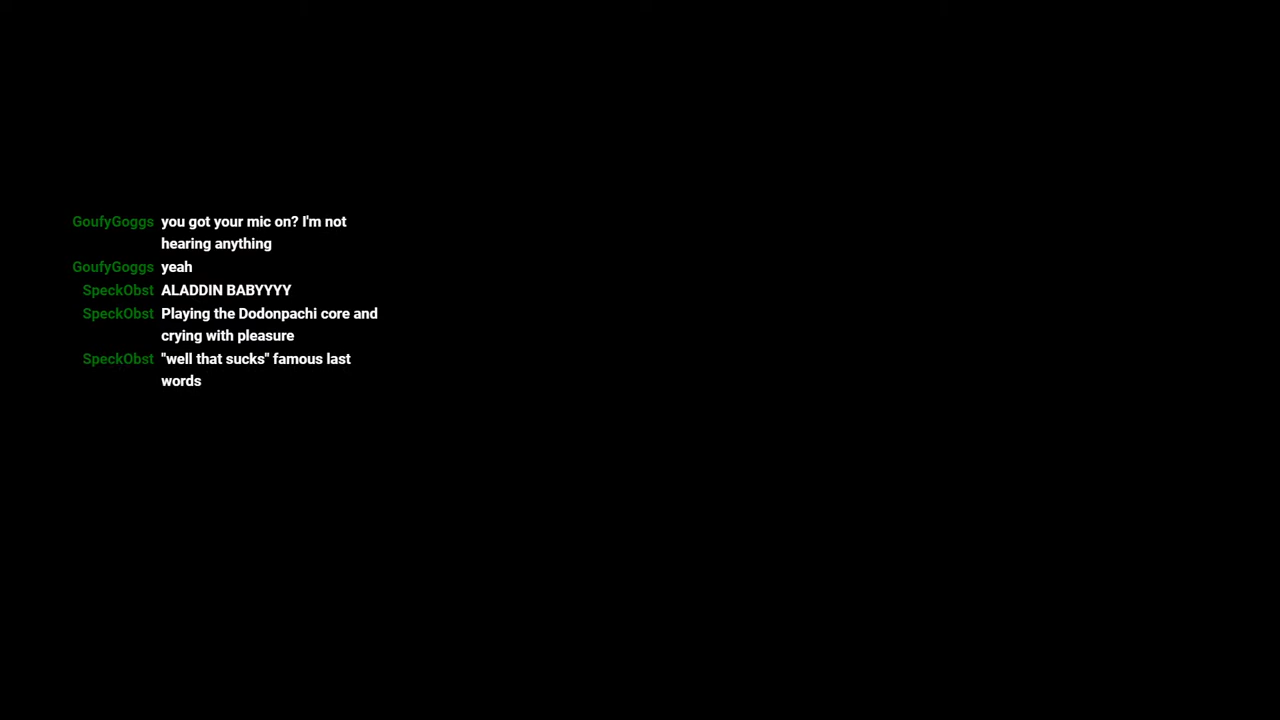 GoufyGoggs you got your mic on? I'm not
hearing anything
GoufyGoggs yeah
SpeckObst ALADDIN BABYYYY
SpeckObst Playing the Dodonpachi core and
crying with pleasure
SpeckObst "well that sucks" famous last
words